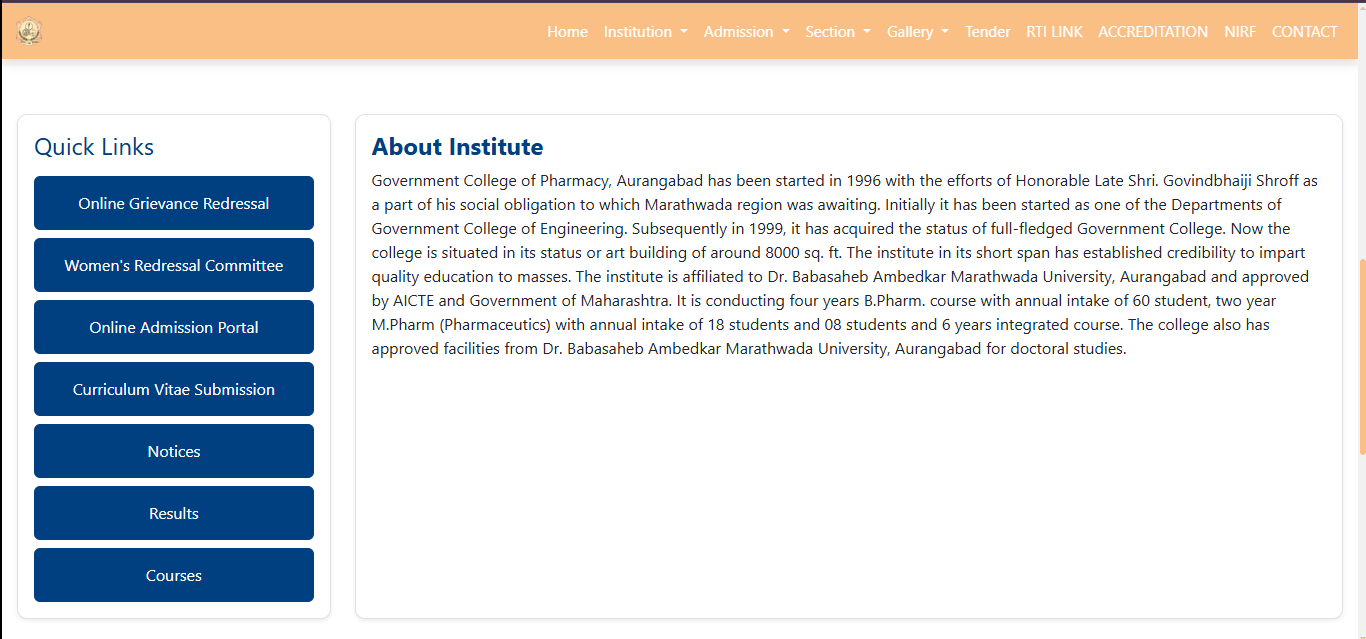 Home Institution Admission Section Gallery Tender RTI LINK ACCREDITATION NIRF CONTACT
Quick Links
Online Grievance Redressal
Women's Redressal Committee
Online Admission Portal
Curriculum Vitae Submission
Notices
Results
Courses
About Institute
Government College of Pharmacy, Aurangabad has been started in 1996 with the efforts of Honorable Late Shri. Govindbhaiji Shroff as
a part of his social obligation to which Marathwada region was awaiting. Initially it has been started as one of the Departments of
Government College of Engineering. Subsequently in 1999, it has acquired the status of full-fledged Government College. Now the
college is situated in its status or art building of around 8000 sq. ft. The institute in its short span has established credibility to impart
quality education to masses. The institute is affiliated to Dr. Babasaheb Ambedkar Marathwada University, Aurangabad and approved
by AICTE and Government of Maharashtra. It is conducting four years B.Pharm. course with annual intake of 60 student, two year
M.Pharm (Pharmaceutics) with annual intake of 18 students and 08 students and 6 years integrated course. The college also has
approved facilities from Dr. Babasaheb Ambedkar Marathwada University, Aurangabad for doctoral studies.